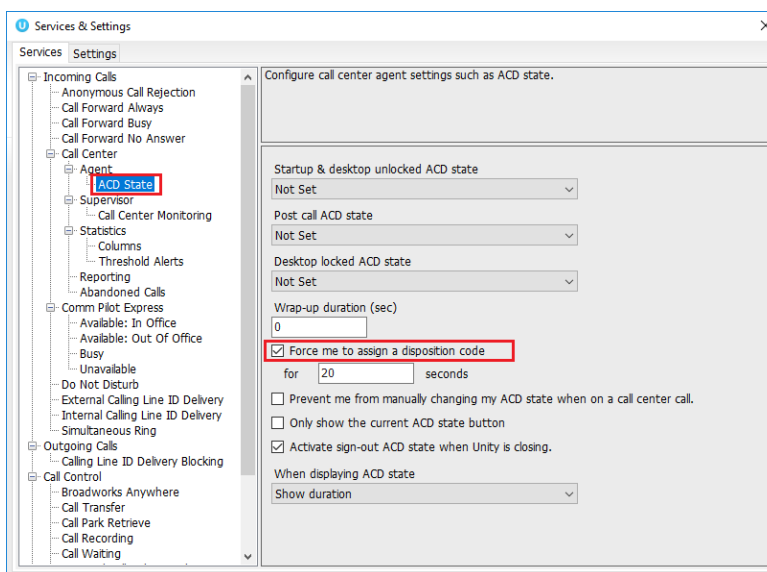 Services & Settings
Services Settings
Incoming Calls
Anonymous Call Rejection
Call Forward Always
Call Forward Busy
Call Forward No Answer
Call Center
Agent
ACD State
Supervisor
Call Center Monitoring
Statistics
Columns
Threshold Alerts
Reporting
Abandoned Calls
Comm Pilot Express
Available: In Office
Available: Out Of Office
Busy
Unavailable
Do Not Disturb
External Calling Line ID Delivery
Internal Calling Line ID Delivery
Simultaneous Ring
Outgoing Calls
Calling Line ID Delivery Blocking
Call Control
Broadworks Anywhere
Call Transfer
Call Park Retrieve
Call Recording
Call Waiting
Configure call center agent settings such as ACD state.
Startup & desktop unlocked ACD state
Not Set
Post call ACD state
Not Set
Desktop locked ACD state
Not Set
Wrap-up duration (sec)
0
Force me to assign a disposition code
for 20 seconds
Prevent me from manually changing my ACD state when on a call center call.
Only show the current ACD state button
Activate sign-out ACD state when Unity is closing.
When displaying ACD state
Show duration